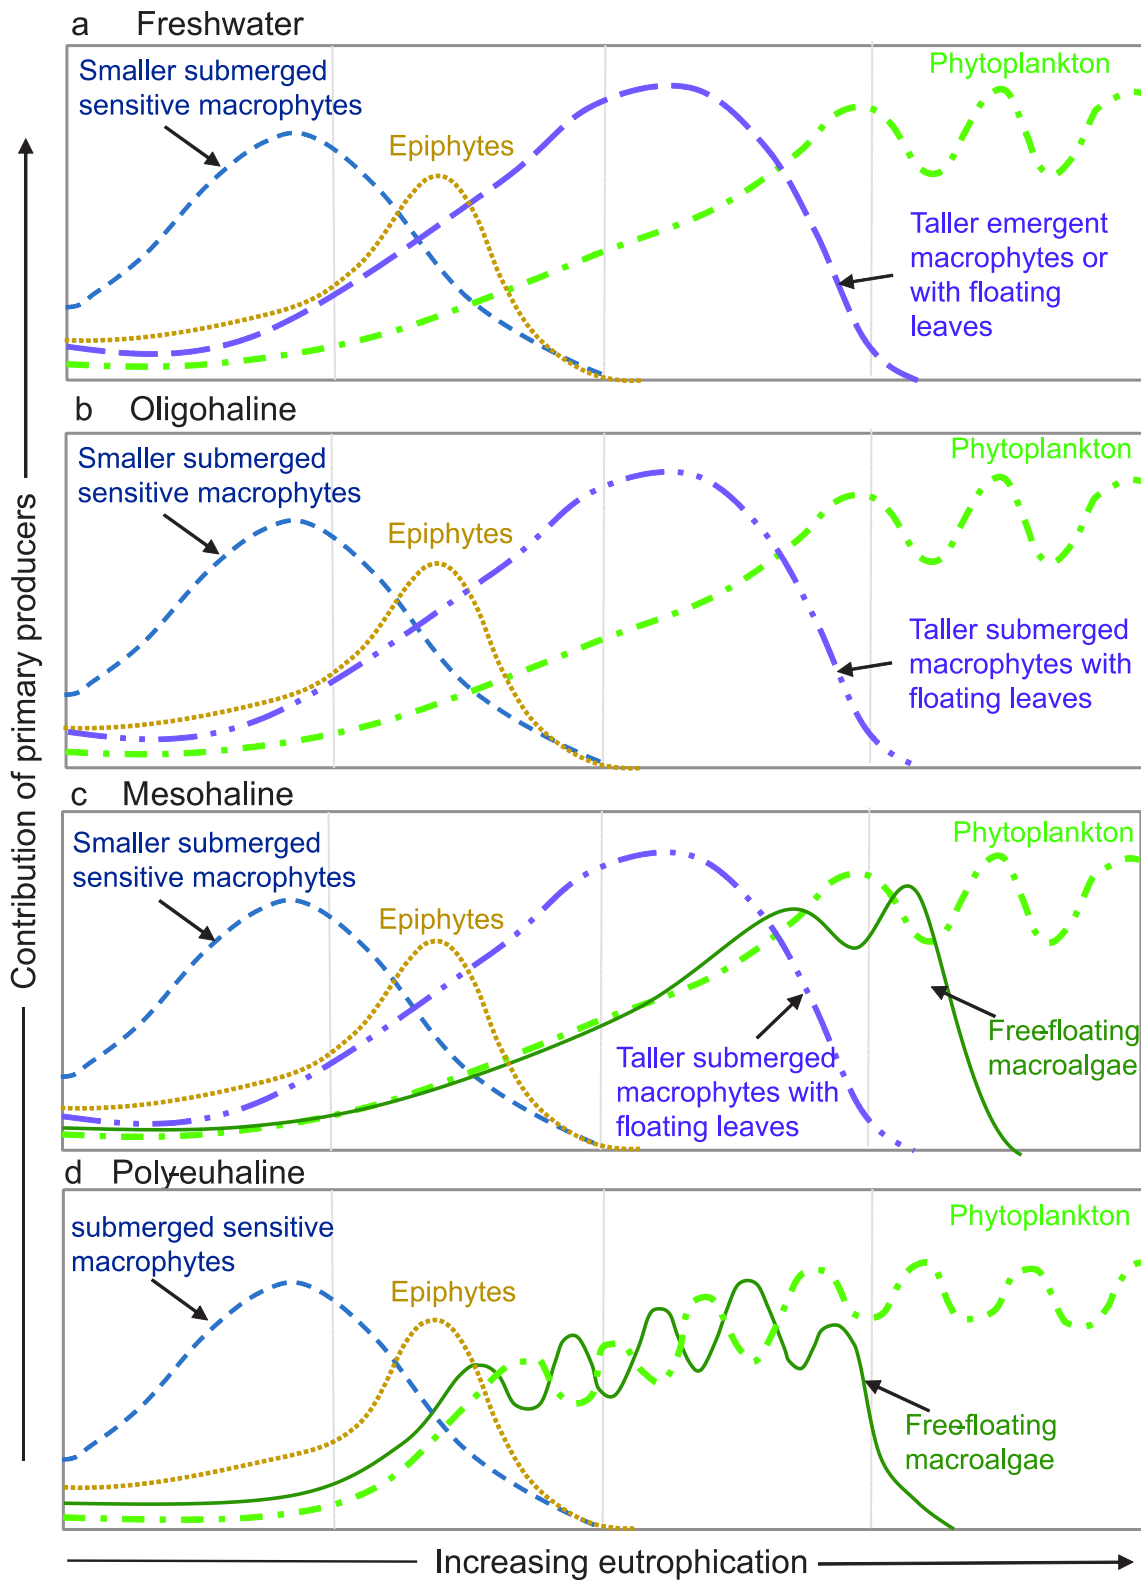 a Freshwater
Smaller submerged
sensitive macrophytes
Epiphytes
Phytoplankton
Taller emergent
macrophytes or
with floating
leaves
b Oligohaline
Smaller submerged
sensitive macrophytes
Epiphytes
Phytoplankton
Taller submerged
macrophytes with
floating leaves
c Mesohaline
Smaller submerged
sensitive macrophytes
Epiphytes
Phytoplankton
Taller submerged
macrophytes with
floating leaves
Free-floating
macroalgae
d Poly-euhaline
submerged sensitive
macrophytes
Epiphytes
Phytoplankton
Free-floating
macroalgae
Contribution of primary producers
Increasing eutrophication